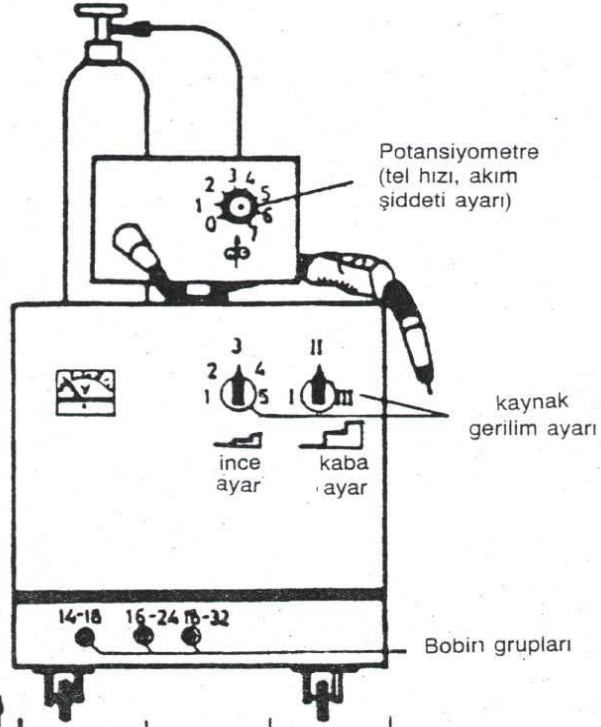 Potansiyometre
(tel hızı, akım
şiddeti ayarı)
0 1 2 3 4 5 6 7
V
1 2 3 4 5
I II III
ince
ayar
kaba
ayar
kaynak
gerilim ayarı
14-18 16-24 18-32
Bobin grupları